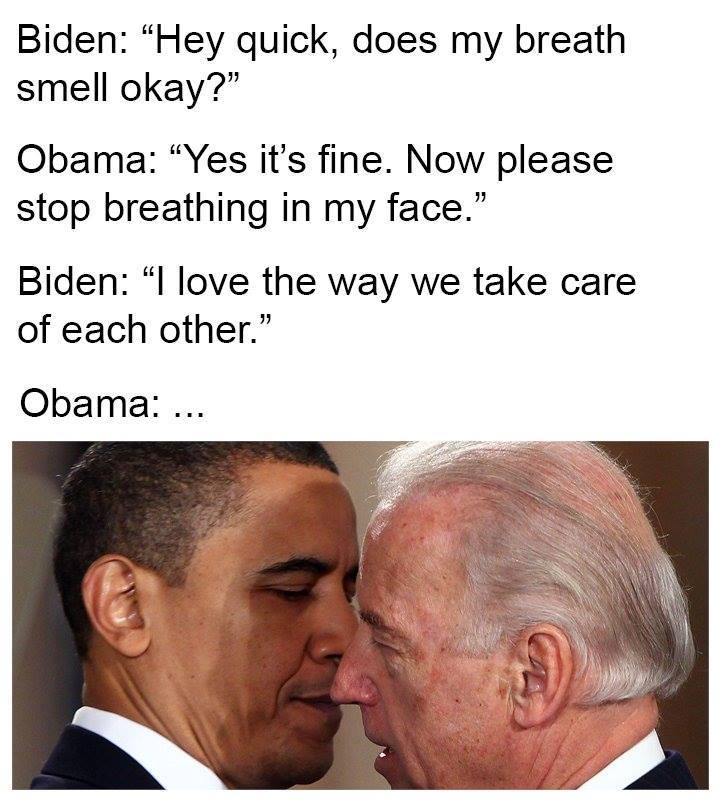 Biden: “Hey quick, does my breath
smell okay?”
Obama: “Yes it’s fine. Now please
stop breathing in my face.”
Biden: “I love the way we take care
of each other.”
Obama: ...